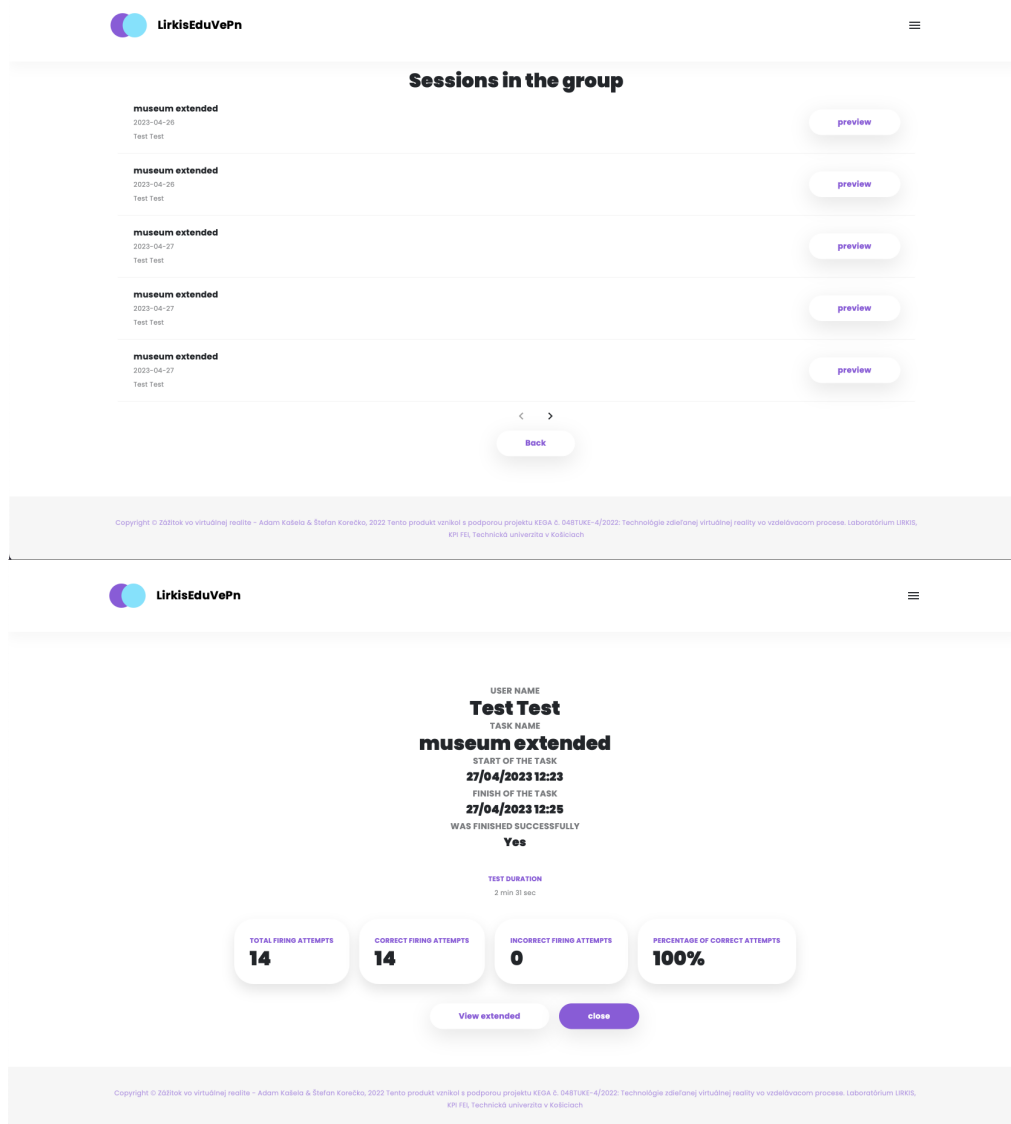 LirkisEduVePn
Sessions in the group
museum extended
2023-04-26
Test Test
preview
museum extended
2023-04-26
Test Test
preview
museum extended
2023-04-27
Test Test
preview
museum extended
2023-04-27
Test Test
preview
museum extended
2023-04-27
Test Test
preview
Back
Copyright © Zážitok vo virtuálnej realite - Adam Kašela & Štefan Korečko, 2022 Tento produkt vznikol s podporou projektu KEGA č. 048TUKE-4/2022: Technológie zdieľanej virtuálnej reality vo vzdelávacom procese. Laboratórium LIRKIS,
KPI FEI, Technická univerzita v Košiciach
LirkisEduVePn
USER NAME
Test Test
TASK NAME
museum extended
START OF THE TASK
27/04/2023 12:23
FINISH OF THE TASK
27/04/2023 12:25
WAS FINISHED SUCCESSFULLY
Yes
TEST DURATION
2 min 31 sec
TOTAL FIRING ATTEMPTS
14
CORRECT FIRING ATTEMPTS
14
INCORRECT FIRING ATTEMPTS
0
PERCENTAGE OF CORRECT ATTEMPTS
100%
View extended
close
Copyright © Zážitok vo virtuálnej realite - Adam Kašela & Štefan Korečko, 2022 Tento produkt vznikol s podporou projektu KEGA č. 048TUKE-4/2022: Technológie zdieľanej virtuálnej reality vo vzdelávacom procese. Laboratórium LIRKIS,
KPI FEI, Technická univerzita v Košiciach